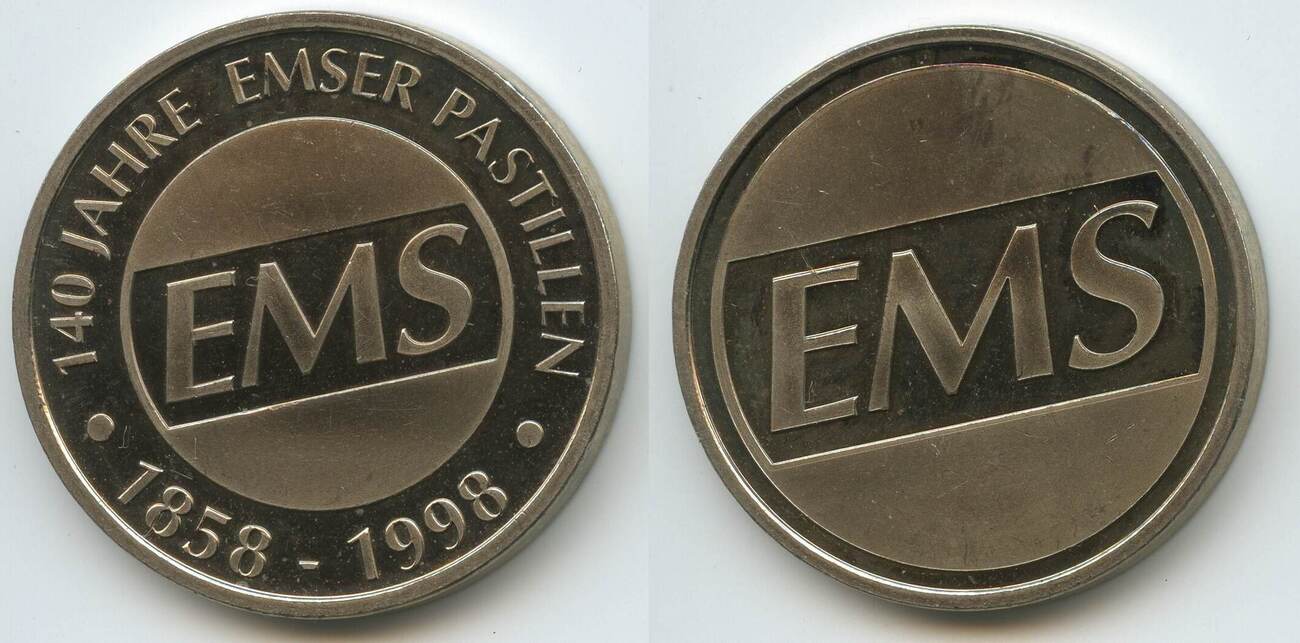 140 JAHRE EMSER PASTILLEN
EMS
• 1858 - 1998 •
EMS